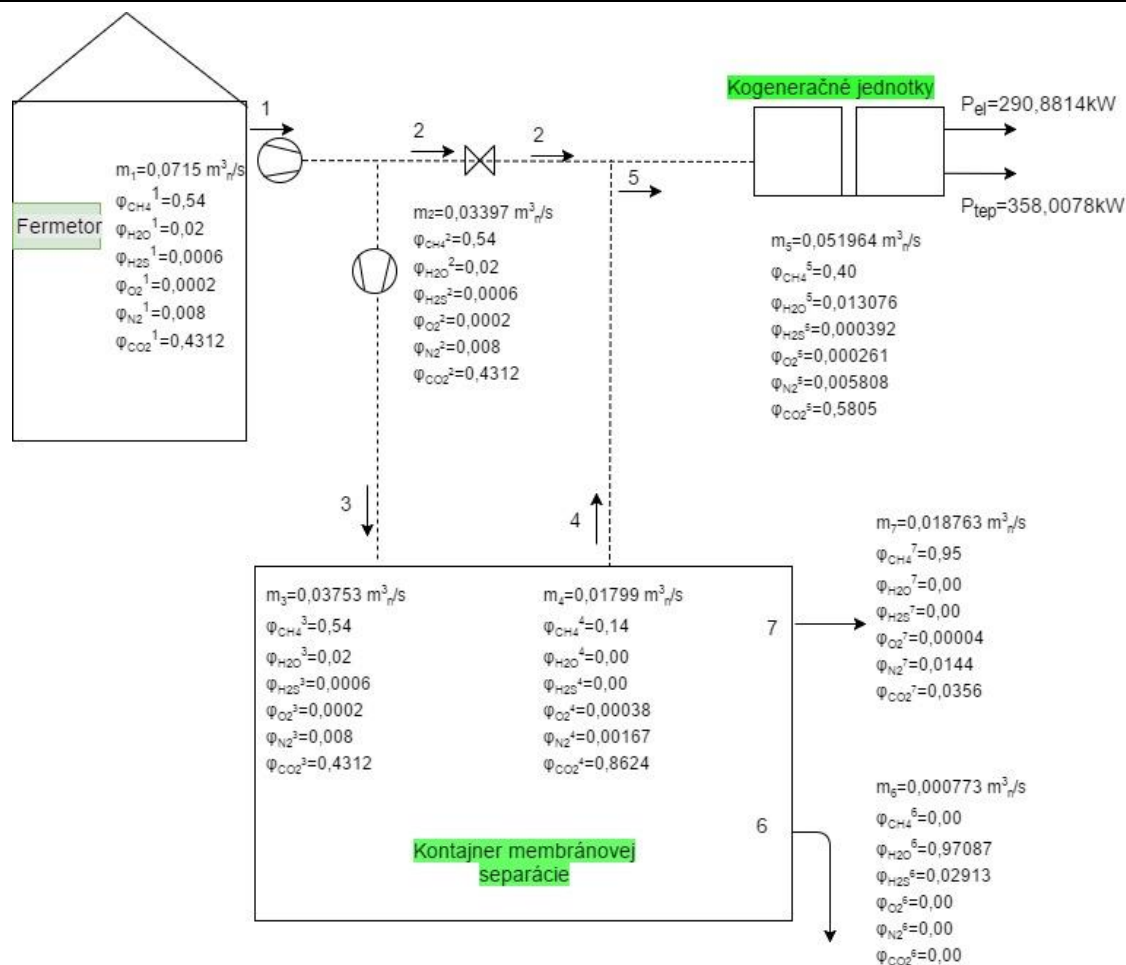 1
2
2
Kogeneračné jednotky
Pel=290,8814kW
Ptep=358,0078kW
5
Fermetor
m₁=0,0715 m³ₙ/s
φCH4¹=0,54
φH2O¹=0,02
φH2S¹=0,0006
φO2¹=0,0002
φN2¹=0,008
φCO2¹=0,4312
m₂=0,03397 m³ₙ/s
φCH4²=0,54
φH2O²=0,02
φH2S²=0,0006
φO2²=0,0002
φN2²=0,008
φCO2²=0,4312
m₅=0,051964 m³ₙ/s
φCH4⁵=0,40
φH2O⁵=0,013076
φH2S⁵=0,000392
φO2⁵=0,000261
φN2⁵=0,005808
φCO2⁵=0,5805
3
4
m₃=0,03753 m³ₙ/s
φCH4³=0,54
φH2O³=0,02
φH2S³=0,0006
φO2³=0,0002
φN2³=0,008
φCO2³=0,4312
m₄=0,01799 m³ₙ/s
φCH4⁴=0,14
φH2O⁴=0,00
φH2S⁴=0,00
φO2⁴=0,00038
φN2⁴=0,00167
φCO2⁴=0,8624
7
m₇=0,018763 m³ₙ/s
φCH4⁷=0,95
φH2O⁷=0,00
φH2S⁷=0,00
φO2⁷=0,00004
φN2⁷=0,0144
φCO2⁷=0,0356
6
m₆=0,000773 m³ₙ/s
φCH4⁶=0,00
φH2O⁶=0,97087
φH2S⁶=0,02913
φO2⁶=0,00
φN2⁶=0,00
φCO2⁶=0,00
Kontajner membránovej
separácie